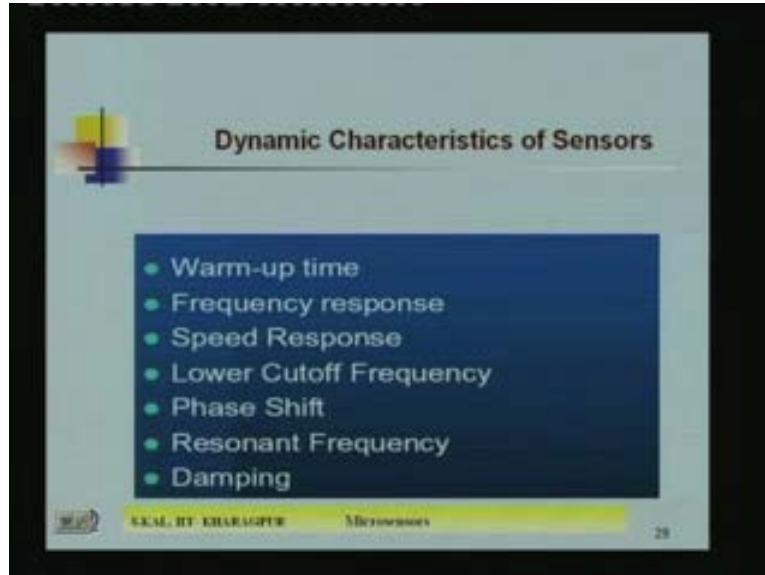 Dynamic Characteristics of Sensors
Warm-up time
Frequency response
Speed Response
Lower Cutoff Frequency
Phase Shift
Resonant Frequency
Damping
KHARAGPUR Microsensors